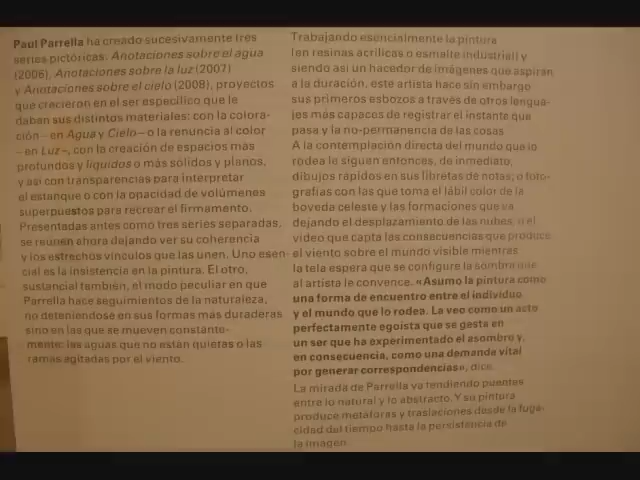 Paul Parrella ha creado sucesivamente tres
series pictóricas: Anotaciones sobre el agua
(2006), Anotaciones sobre la luz (2007)
y Anotaciones sobre el cielo (2008), proyectos
que crecieron en el ser específico que le
daban sus distintos materiales: con la colora-
ción –en Agua y Cielo– o la renuncia al color
–en Luz–, con la creación de espacios más
profundos y líquidos o más sólidos y planos,
y así con transparencias para interpretar
el estanque o con la opacidad de volúmenes
superpuestos para recrear el firmamento.
Presentadas antes como tres series separadas,
se reúnen ahora dejando ver su coherencia
y los estrechos vínculos que las unen. Uno esen-
cial es la insistencia en la pintura. El otro,
sustancial también, el modo peculiar en que
Parrella hace seguimientos de la naturaleza,
no deteniéndose en sus formas más duraderas
sino en las que se mueven constante-
mente: las aguas que no están quietas o las
ramas agitadas por el viento.
Trabajando esencialmente la pintura
(en resinas acrílicas o esmalte industrial) y
siendo así un hacedor de imágenes que aspiran
a la duración, este artista hace sin embargo
sus primeros esbozos a través de otros lengua-
jes más capaces de registrar el instante que
pasa y la no-permanencia de las cosas
A la contemplación directa del mundo que lo
rodea le siguen entonces, de inmediato,
dibujos rápidos en sus libretas de notas; o foto-
grafías con las que toma el lábil color de la
bóveda celeste y las formaciones que va
dejando el desplazamiento de las nubes, o el
video que capta las consecuencias que produce
el viento sobre el mundo visible mientras
la tela espera que se configure la sombra que
al artista le convence. «Asumo la pintura como
una forma de encuentro entre el individuo
y el mundo que lo rodea. La veo como un acto
perfectamente egoísta que se gesta en
un ser que ha experimentado el asombro y,
en consecuencia, como una demanda vital
por generar correspondencias», dice.
La mirada de Parrella va tendiendo puentes
entre lo natural y lo abstracto. Y su pintura
produce metáforas y traslaciones desde la fuga-
cidad del tiempo hasta la persistencia de
la imagen